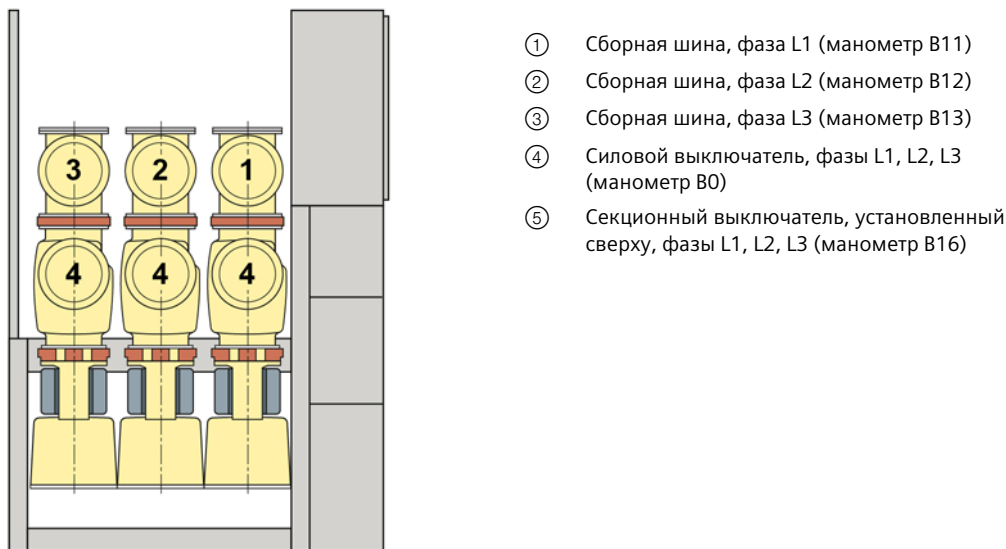 3 2 1
4 4 4
① Сборная шина, фаза L1 (манометр B11)
② Сборная шина, фаза L2 (манометр B12)
③ Сборная шина, фаза L3 (манометр B13)
④ Силовой выключатель, фазы L1, L2, L3
(манометр B0)
⑤ Секционный выключатель, установленный
сверху, фазы L1, L2, L3 (манометр B16)